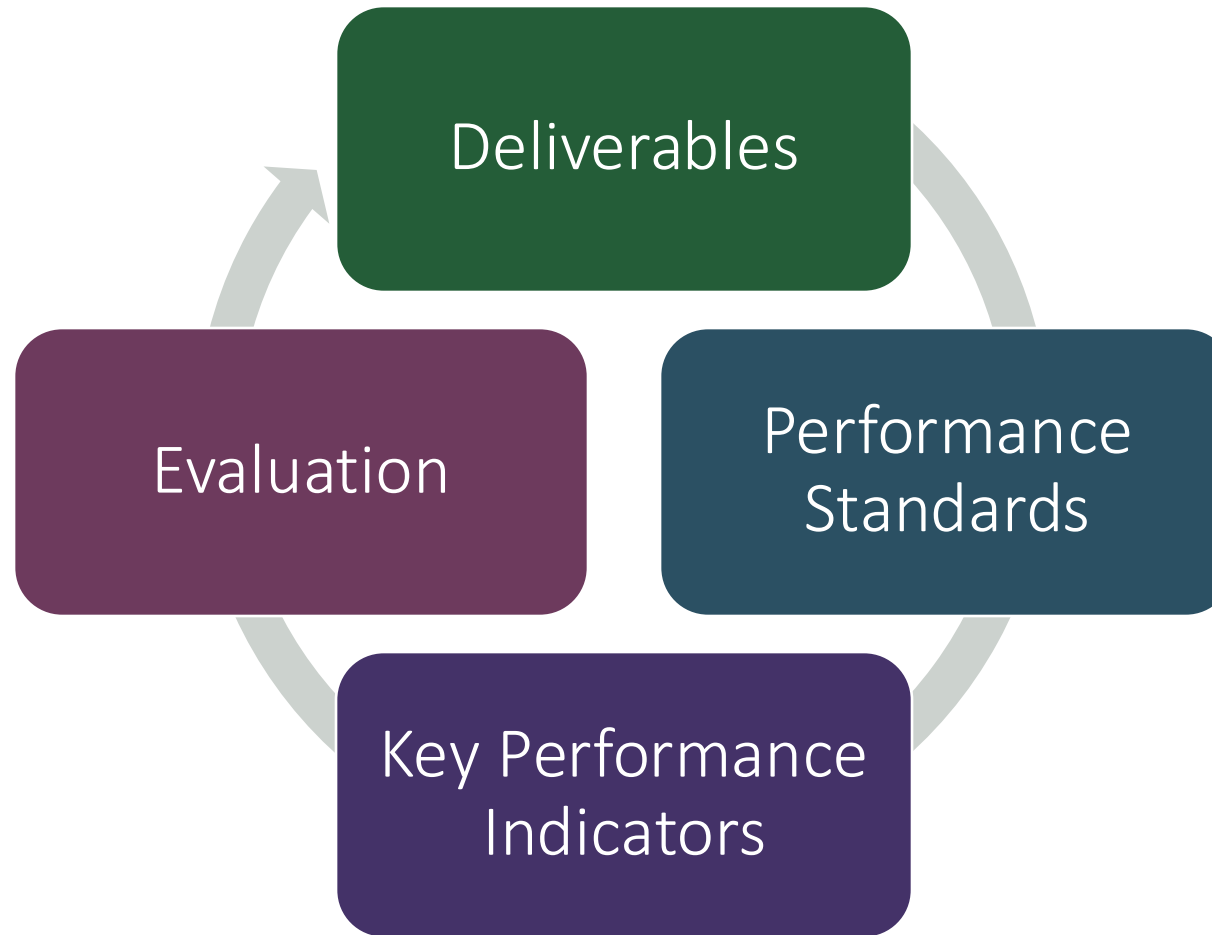 Deliverables
Performance
Standards
Key Performance
Indicators
Evaluation